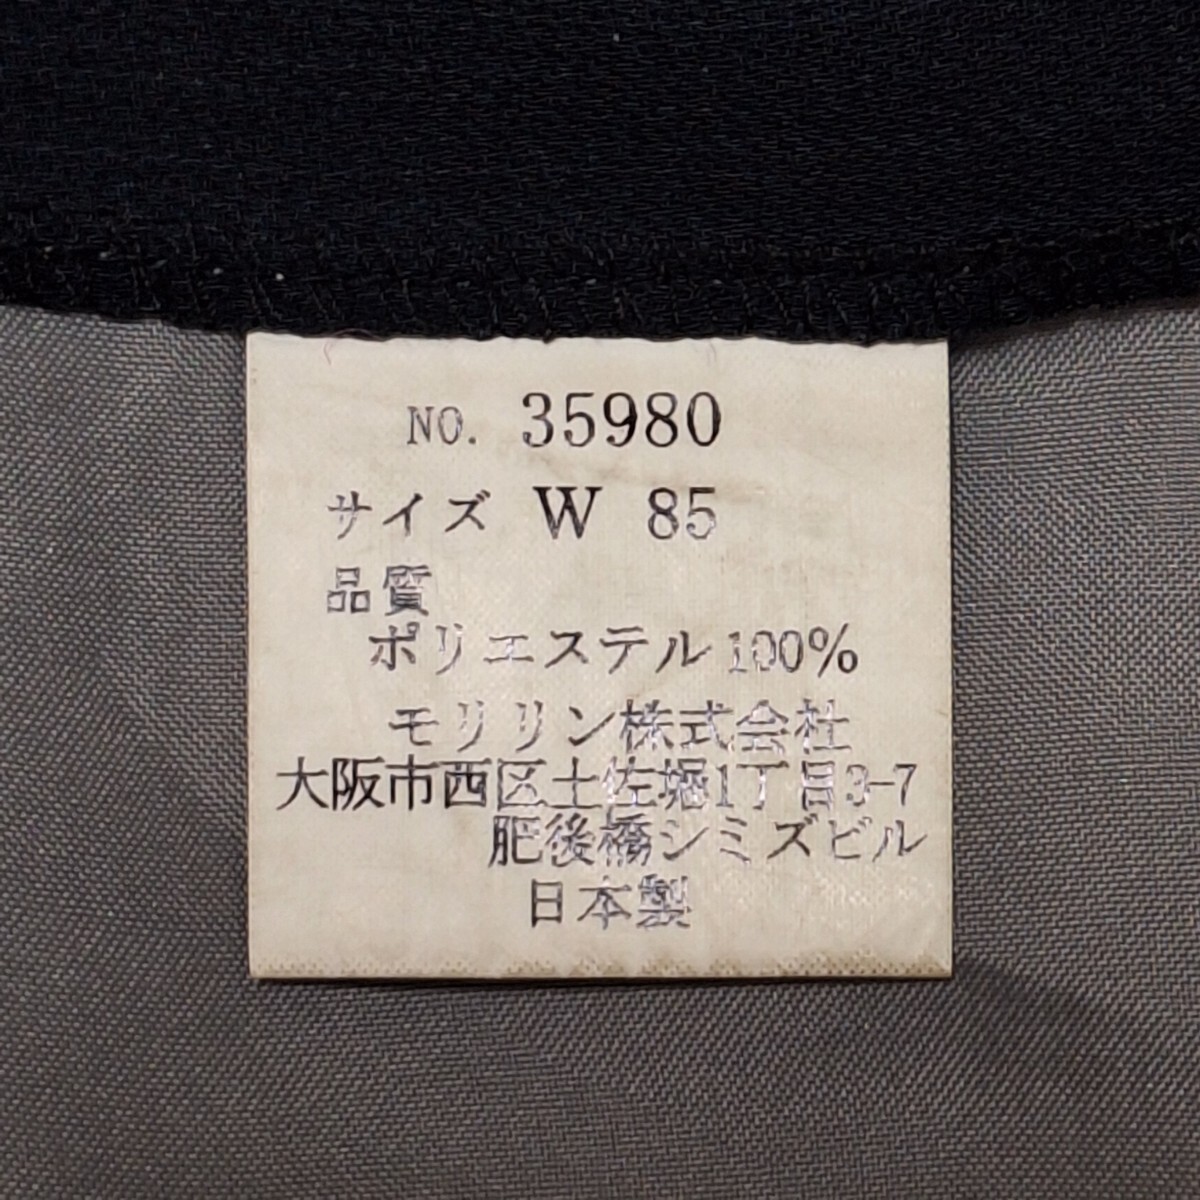 NO. 35980
サイズ W 85
品質
ポリエステル100%
モリリン株式会社
大阪市西区土佐堀1丁目3-7
肥後橋シミズビル
日本製